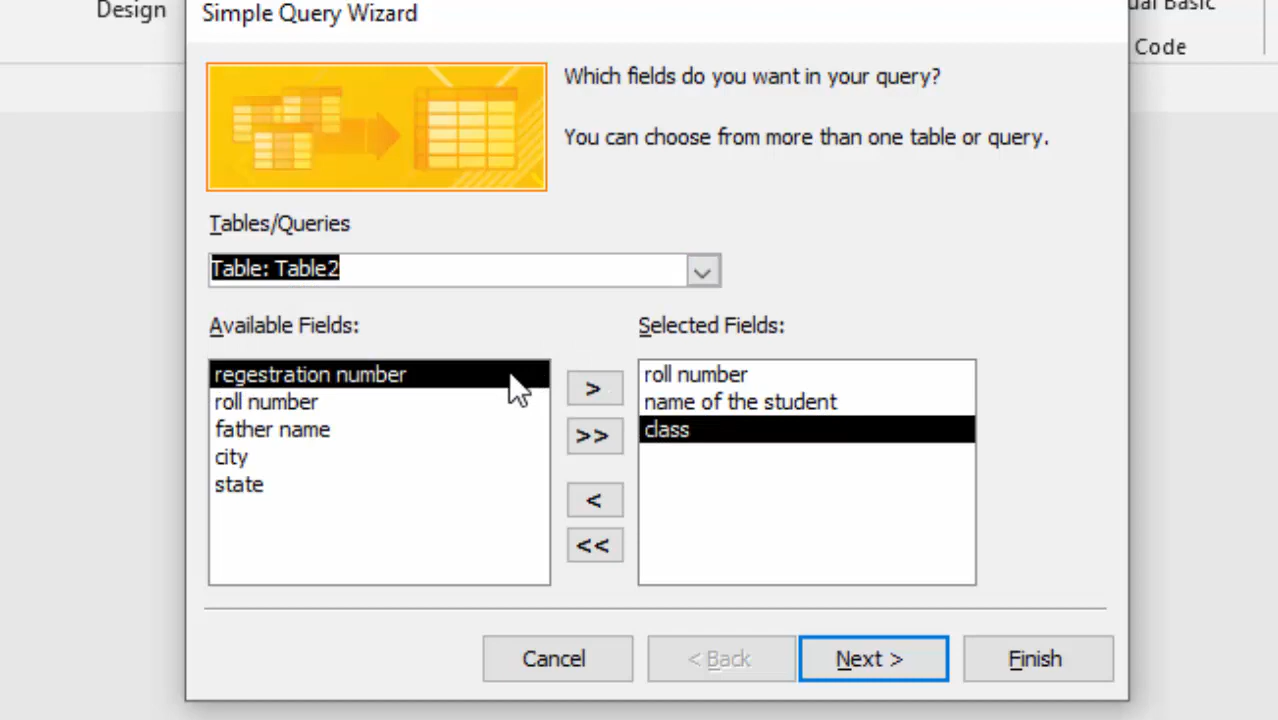 Design
Simple Query Wizard
Basic
Code
Which fields do you want in your query?
You can choose from more than one table or query.
Tables/Queries
Table: Table2
Available Fields:
Selected Fields:
regestration number
roll number
father name
city
state
>
>>
<
<<
roll number
name of the student
class
Cancel
< Back
Next >
Finish